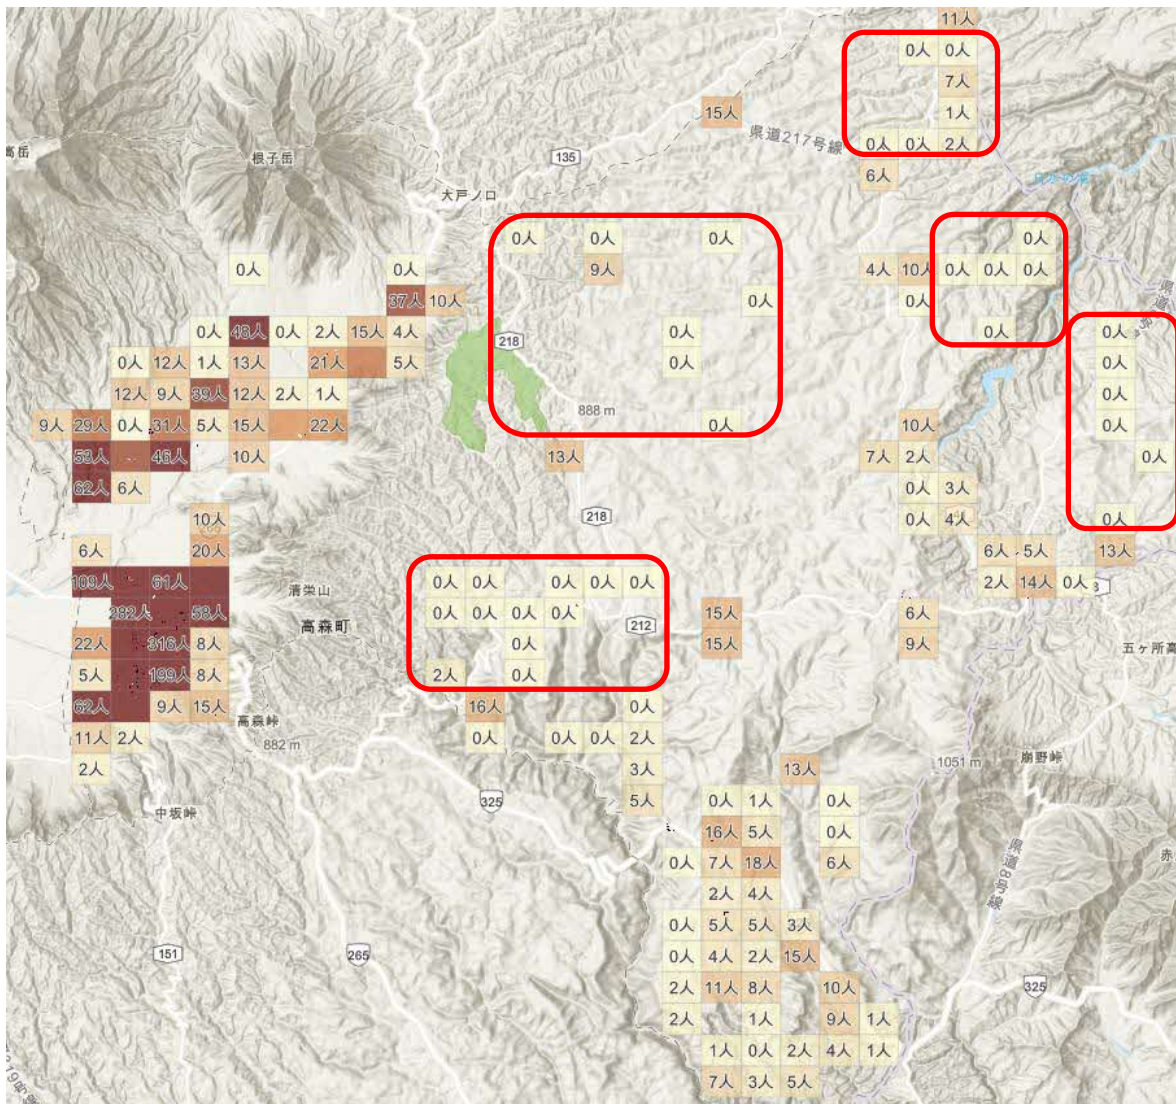 11人
0人 0人
7人
15人 1人
県道217号線
0人 0人 2人
135
高岳 根子岳
6人
大戸ノロ
0人 0人 0人 0人
0人 0人 9人 4人 10人 0人 0人 0人
37人 10人 0人 0人
0人 48人 0人 2人 15人 4人 218 0人 0人 0人
0人 12人 1人 13人 21人 5人 0人 0人
12人 9人 39人 12人 2人 1人 0人
888 m
9人 29人 0人 31人 5人 15人 22人 0人 10人 0人
53人 46人 10人 13人 7人 2人 0人
62人 6人 0人 3人
10人 218 0人 4人 0人
6人 20人 6人 5人 13人
109人 61人 0人 0人 0人 0人 0人 2人 14人 0人
清栄山
282人 58人 0人 0人 0人 0人 15人 6人
高森町 212
22人 316人 8人 0人 15人 9人
五ヶ所高
5人 199人 8人 2人 0人
62人 9人 15人 16人 0人
高森峠
11人 2人 882 m 0人 0人 0人 2人
1051 m 崩野峠
2人 3人 13人
325 5人 0人 1人 0人
中坂峠
16人 5人 0人
県道8号線
0人 7人 18人 6人
2人 4人
0人 5人 5人 3人
151 265 0人 4人 2人 15人
2人 11人 8人 10人 325
2人 1人 9人 1人
1人 0人 2人 4人 1人
7人 3人 5人